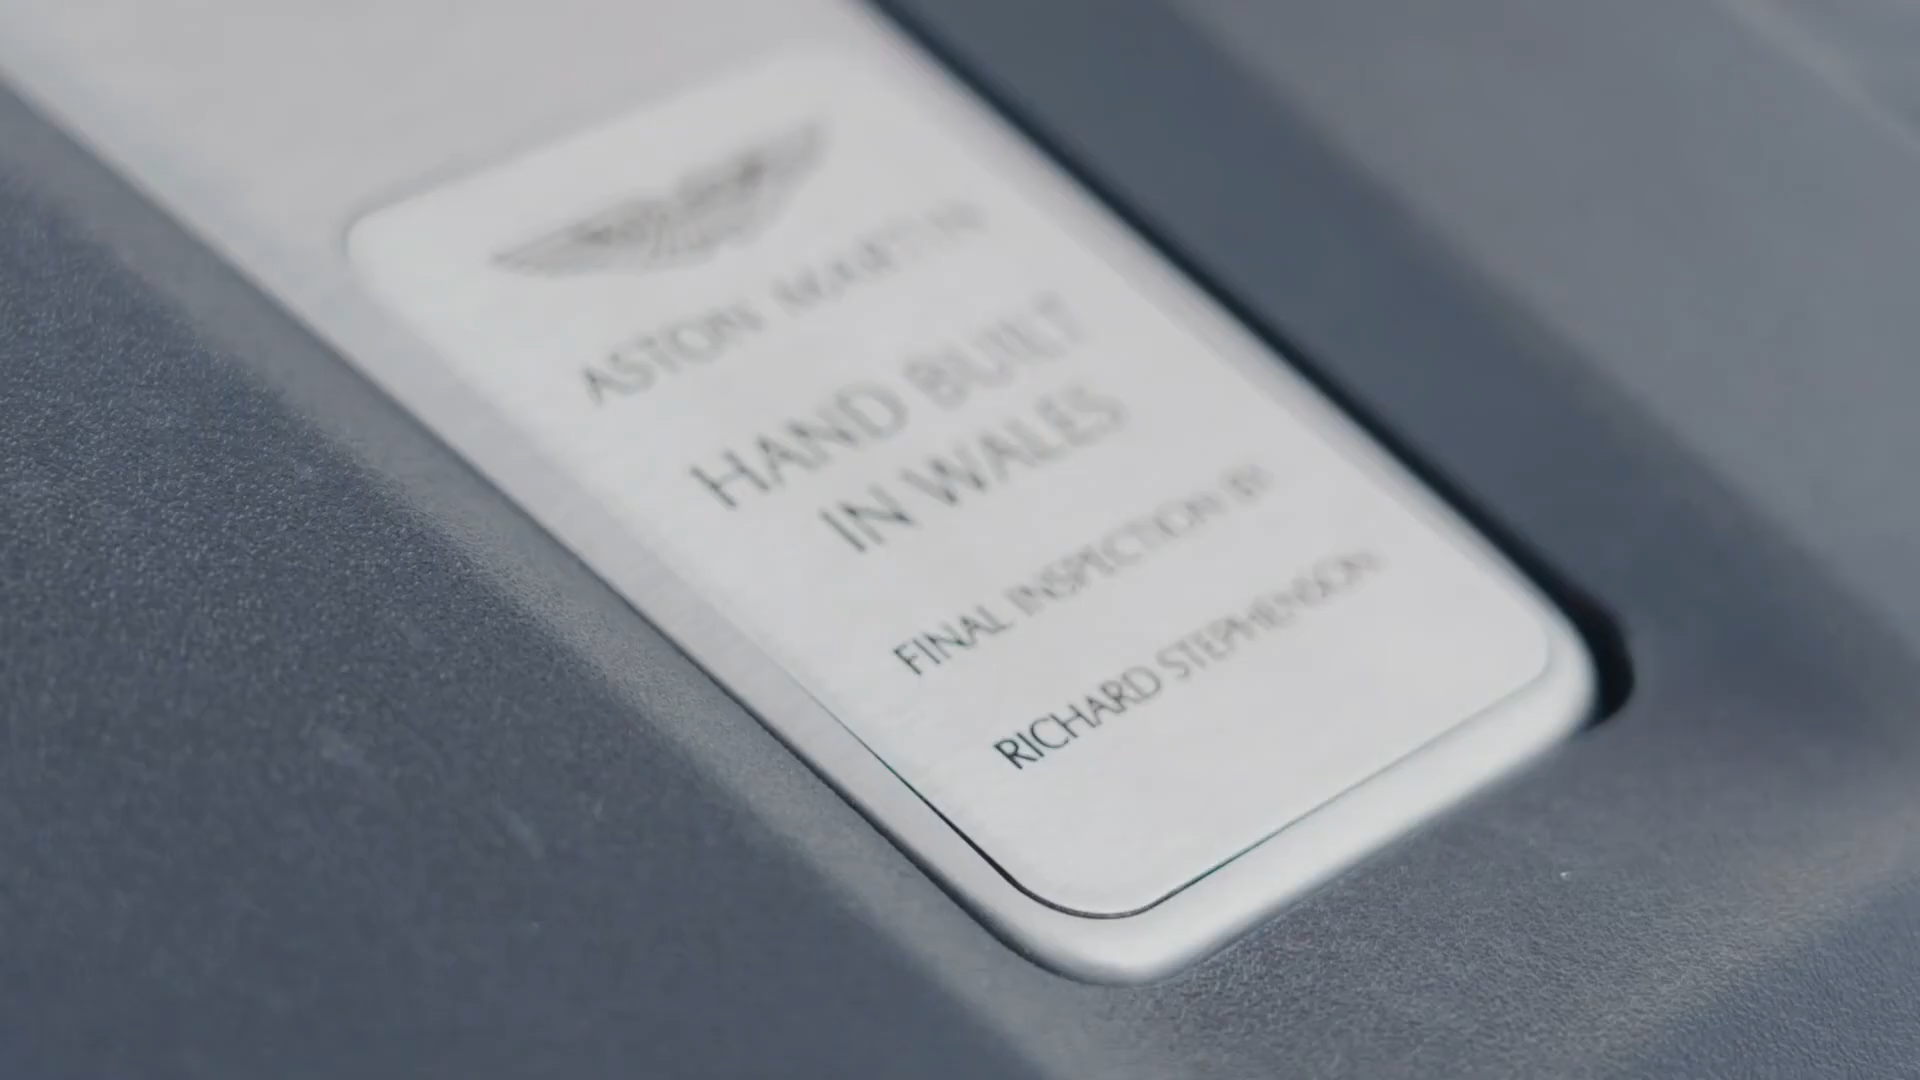 ASTON MARTIN
HAND BUILT
IN WALES
FINAL INSPECTION BY
RICHARD STEPHENSON